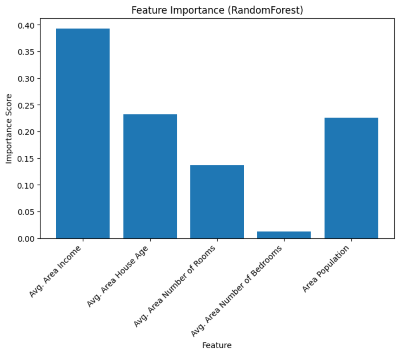 Feature Importance (RandomForest)
Importance Score
0.40
0.35
0.30
0.25
0.20
0.15
0.10
0.05
0.00
Avg. Area Income
Avg. Area House Age
Avg. Area Number of Rooms
Avg. Area Number of Bedrooms
Area Population
Feature